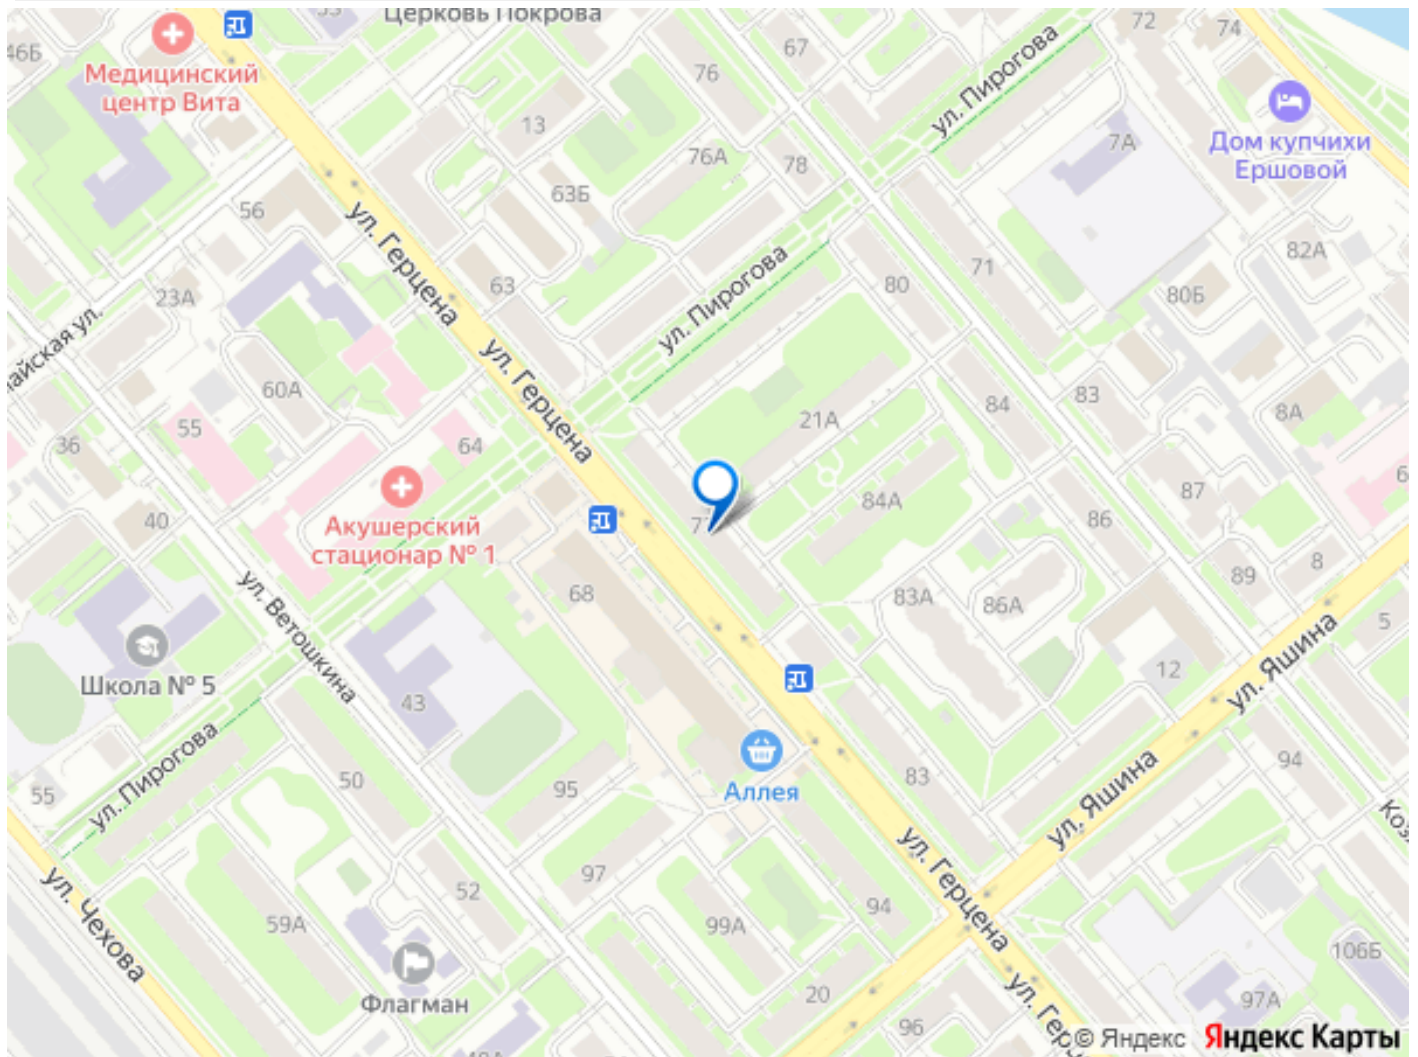 Церковь Покрова
72
74
46Б
67
76
Медицинский
центр Вита
ул. Пирогова
13
7А
Дом купчихи
Ершовой
76А
78
63Б
56
ул. Герцена
82А
71
23А
63
80
80Б
ул. Пирогова
айская ул.
ул. Герцена
60А
84
83
8А
21А
55
36
64
84А
87
86
40
Акушерский
стационар № 1
68
83А
86А
89
8
5
ул. Ветошкина
ул. Яшина
Школа № 5
12
43
ул. Пирогова
50
95
Аллея
83
94
55
ул. Яшина
ул. Герцена
97
52
94
ул. Чехова
59А
99А
106Б
Флагман
20
97А
96
© Яндекс Яндекс Карты